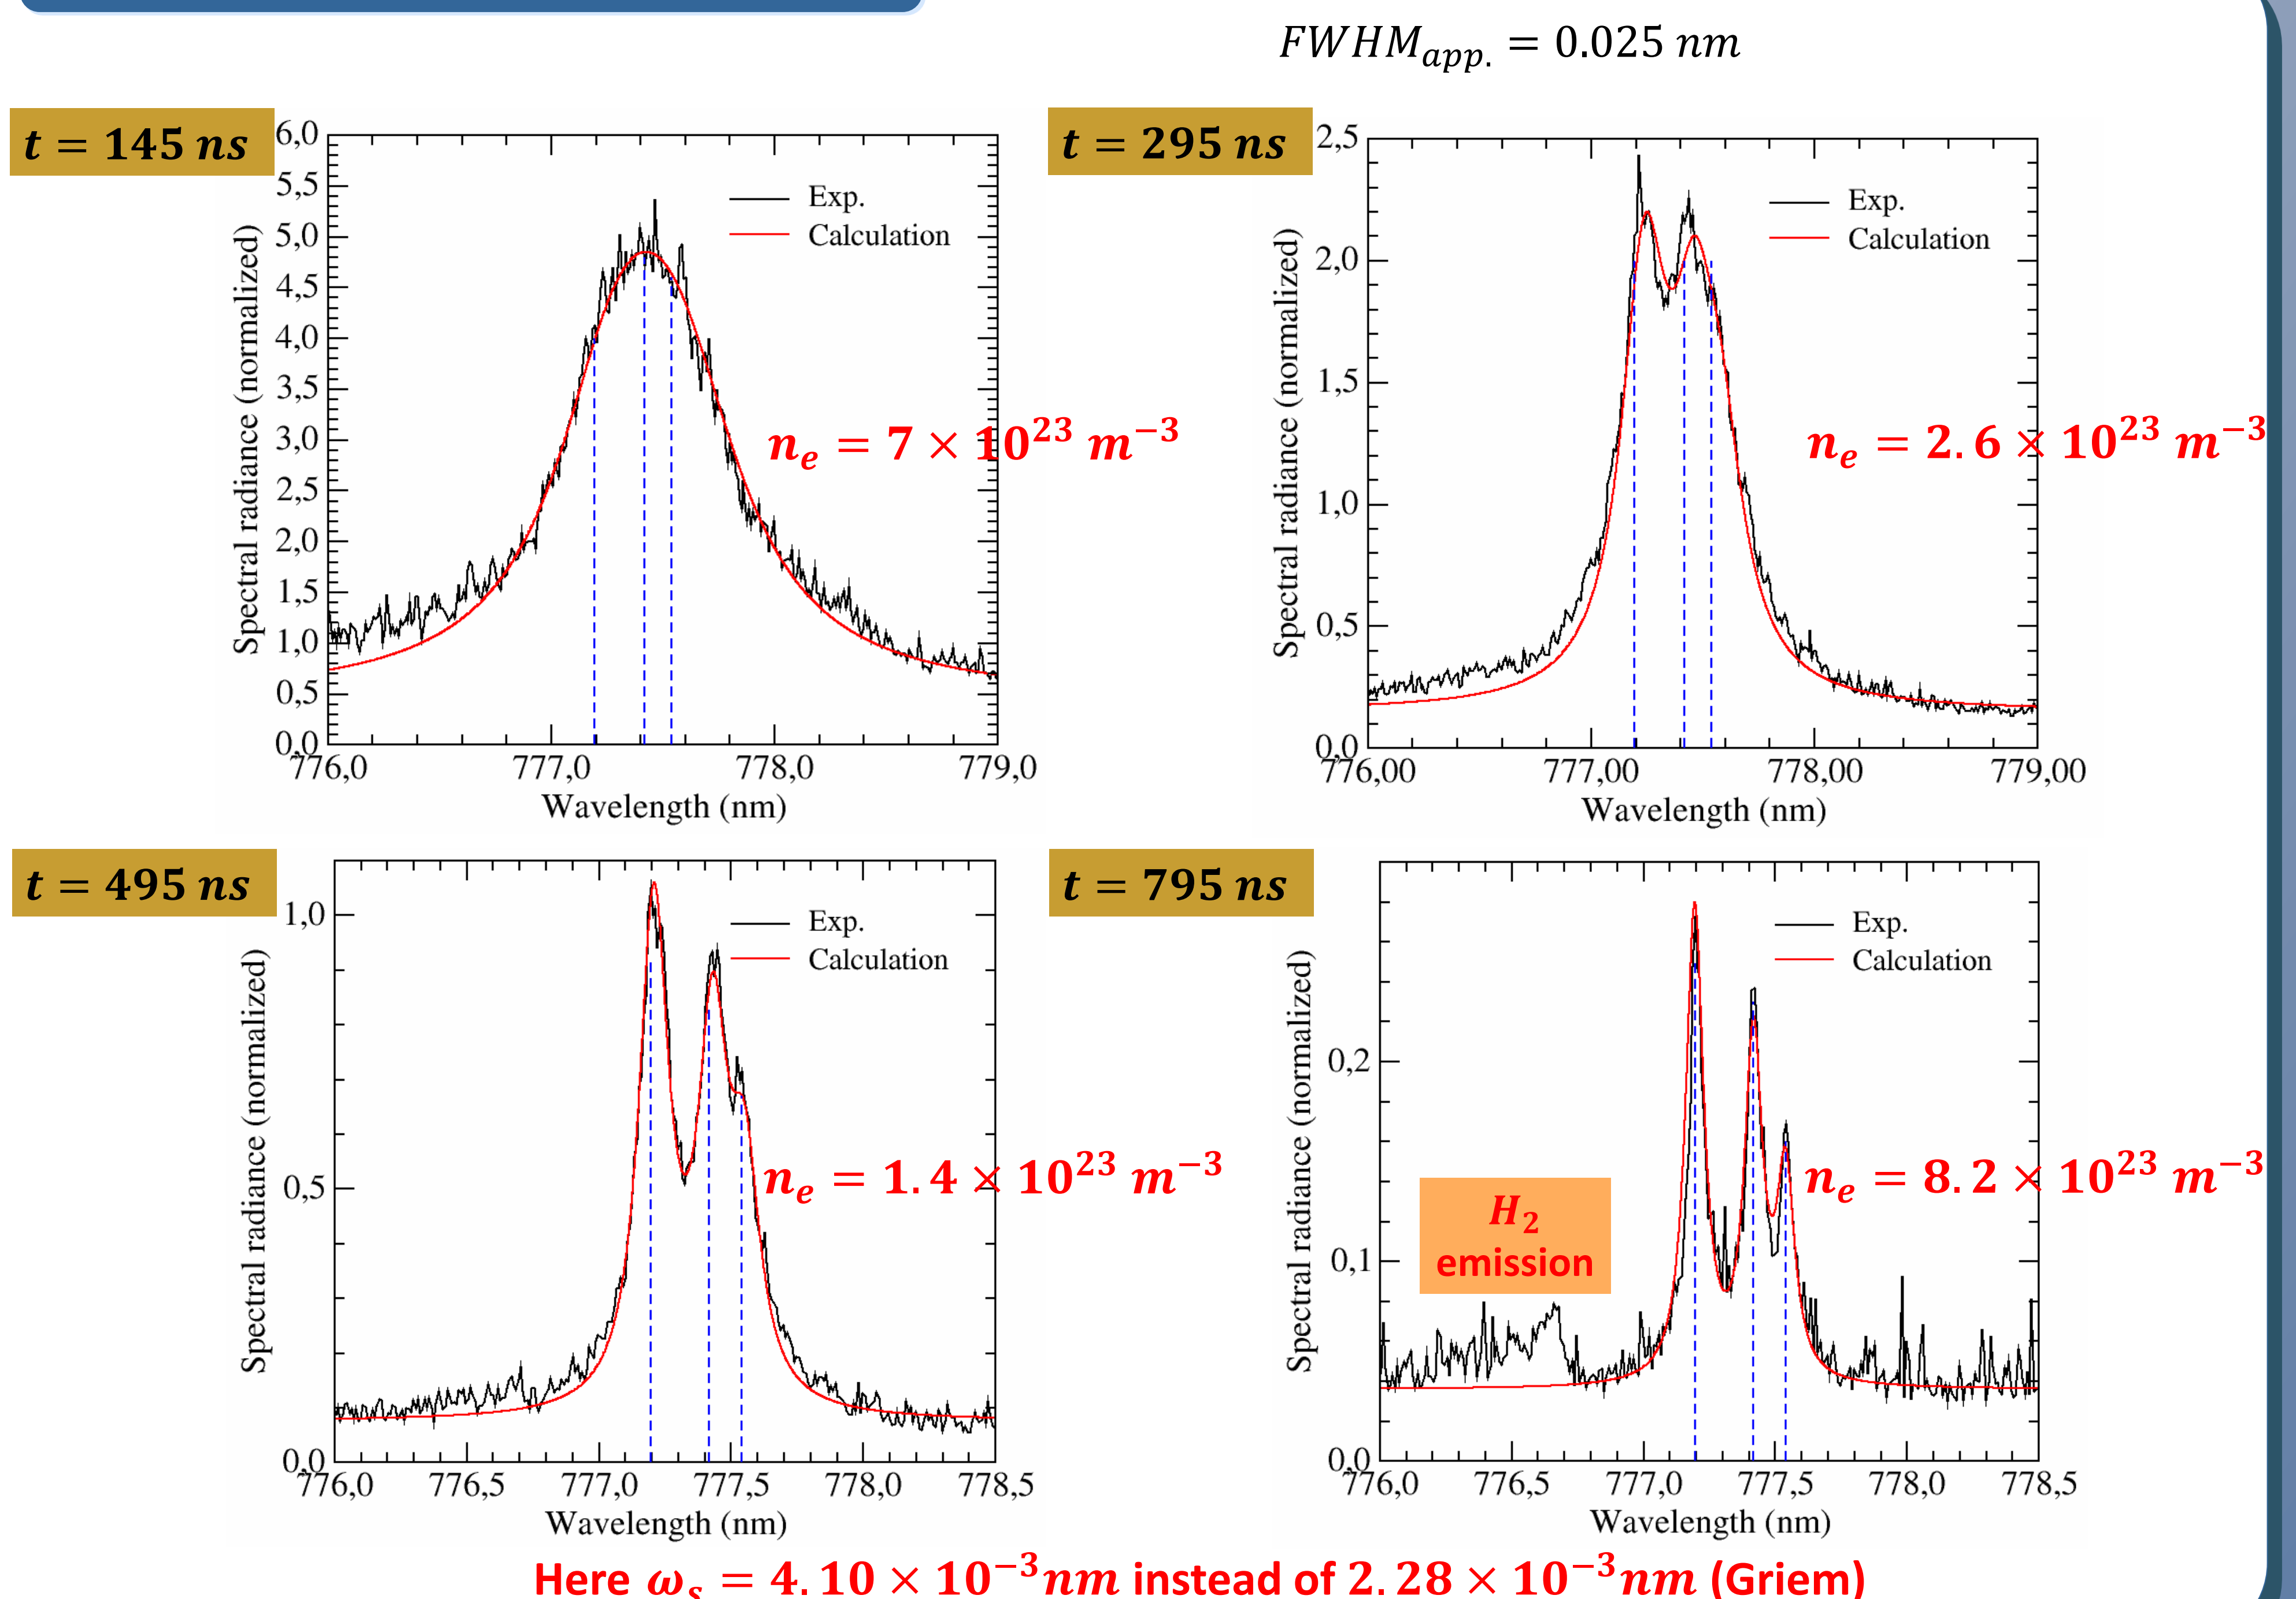 FWHM_app. = 0.025 nm
t = 145 ns
6,0
5,5
5,0
4,5
4,0
3,5
3,0
2,5
2,0
1,5
1,0
0,5
0,0
Spectral radiance (normalized)
Exp.
Calculation
n_e = 7 × 10^23 m^−3
776,0 777,0 778,0 779,0
Wavelength (nm)
t = 295 ns
2,5
2,0
1,5
1,0
0,5
0,0
Spectral radiance (normalized)
Exp.
Calculation
n_e = 2.6 × 10^23 m^−3
776,00 777,00 778,00 779,00
Wavelength (nm)
t = 495 ns
1,0
0,5
0,0
Spectral radiance (normalized)
Exp.
Calculation
n_e = 1.4 × 10^23 m^−3
776,0 776,5 777,0 777,5 778,0 778,5
Wavelength (nm)
t = 795 ns
0,2
0,1
0,0
Spectral radiance (normalized)
Exp.
Calculation
n_e = 8.2 × 10^23 m^−3
H_2
emission
776,0 776,5 777,0 777,5 778,0 778,5
Wavelength (nm)
Here ω_s = 4.10 × 10^−3 nm instead of 2.28 × 10^−3 nm (Griem)